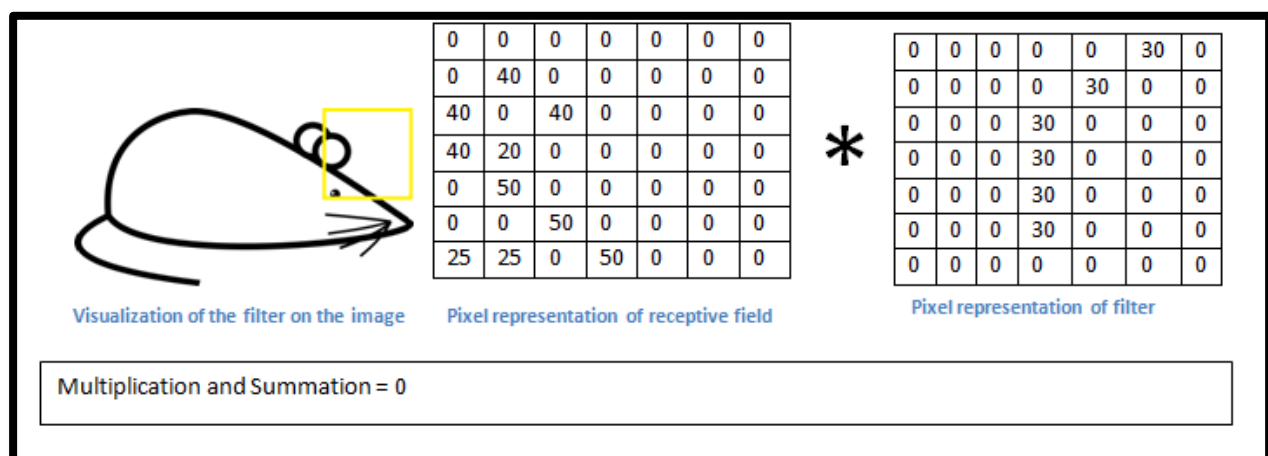 0 0 0 0 0 0 0
0 40 0 0 0 0 0
40 0 40 0 0 0 0
40 20 0 0 0 0 0
0 50 0 0 0 0 0
0 0 50 0 0 0 0
25 25 0 50 0 0 0
*
0 0 0 0 0 30 0
0 0 0 0 30 0 0
0 0 0 30 0 0 0
0 0 0 30 0 0 0
0 0 0 30 0 0 0
0 0 0 30 0 0 0
0 0 0 0 0 0 0
Visualization of the filter on the image
Pixel representation of receptive field
Pixel representation of filter
Multiplication and Summation = 0